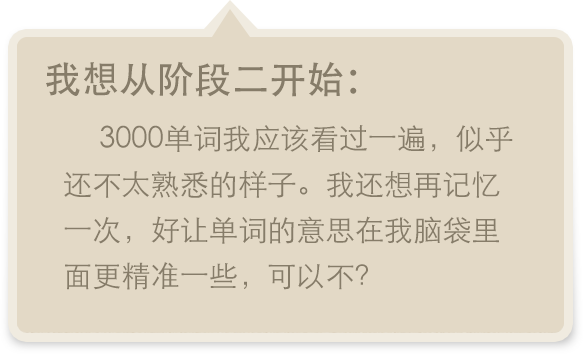 我想从阶段二开始：
3000单词我应该看过一遍，似乎
还不太熟悉的样子。我还想再记忆
一次，好让单词的意思在我脑袋里
面更精准一些，可以不？